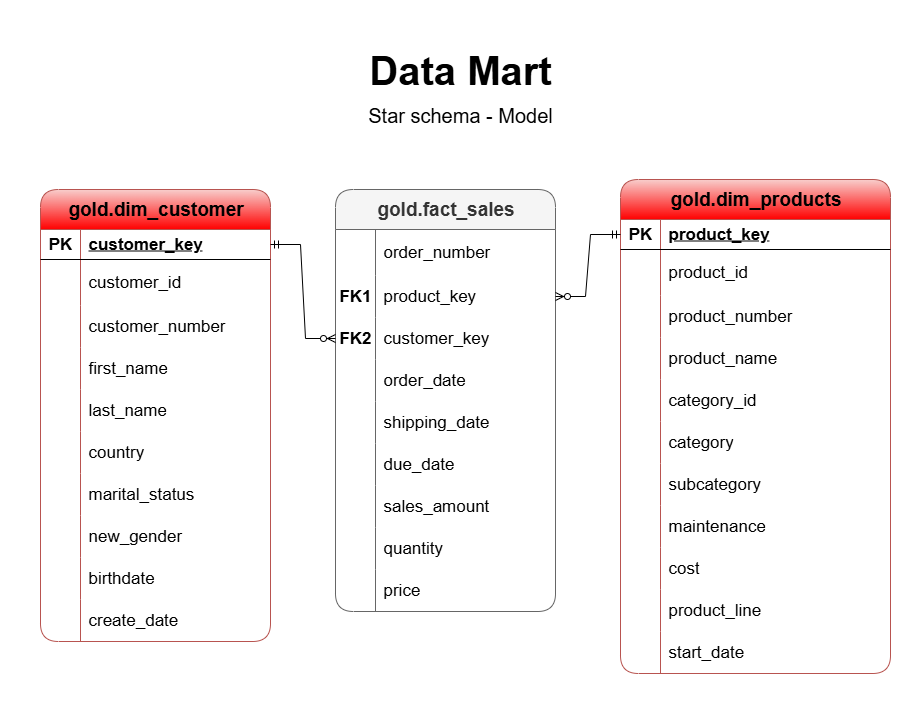 Data Mart
Star schema - Model
gold.dim_customer
PK customer_key
customer_id
customer_number
first_name
last_name
country
marital_status
new_gender
birthdate
create_date
gold.fact_sales
order_number
FK1 product_key
FK2 customer_key
order_date
shipping_date
due_date
sales_amount
quantity
price
gold.dim_products
PK product_key
product_id
product_number
product_name
category_id
category
subcategory
maintenance
cost
product_line
start_date